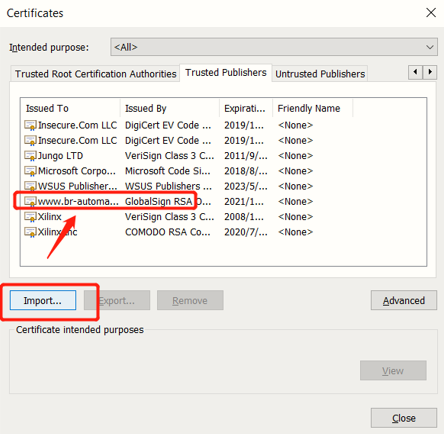 Certificates
Intended purpose: <All>
Trusted Root Certification Authorities Trusted Publishers Untrusted Publishers
Issued To Issued By Expirati... Friendly Name
Insecure.Com LLC DigiCert EV Code ... 2019/1... <None>
Insecure.Com LLC DigiCert EV Code ... 2019/1... <None>
Jungo LTD VeriSign Class 3 C... 2011/9/... <None>
Microsoft Corpor... Microsoft Code Si... 2018/8/... <None>
WSUS Publisher... WSUS Publishers ... 2023/5/... <None>
www.br-automa... GlobalSign RSA O... 2021/1... <None>
Xilinx VeriSign Class 3 C... 2008/1... <None>
Xilinx Inc COMODO RSA Co... 2020/7/... <None>
Import... Export... Remove Advanced
Certificate intended purposes
View
Close